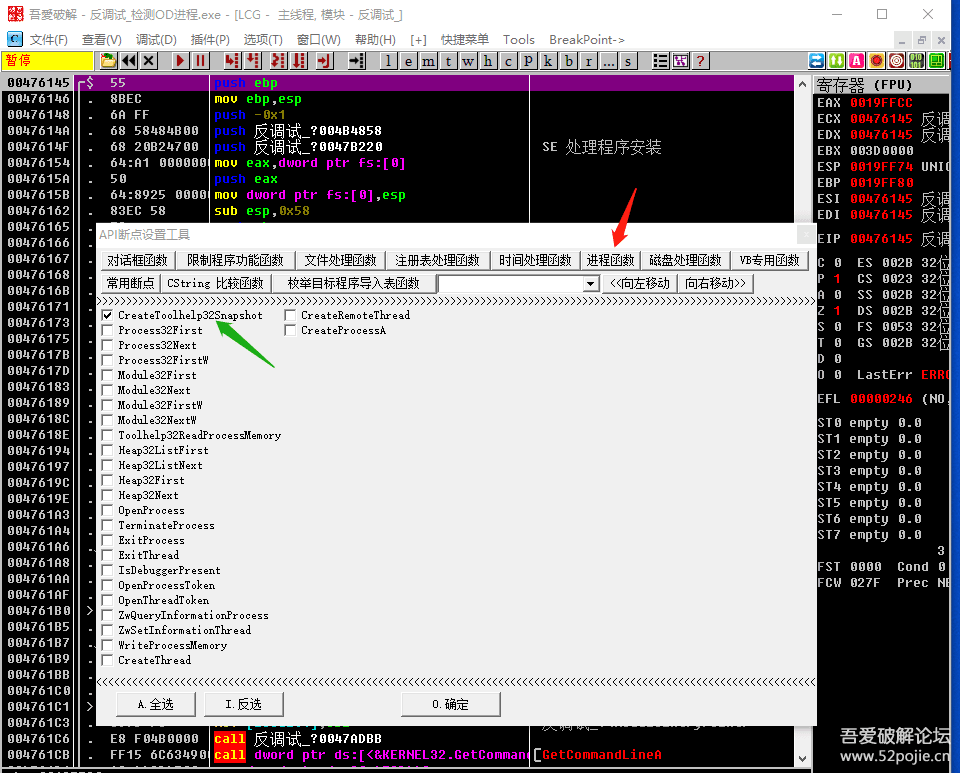 吾爱破解 - 反调试_检测OD进程.exe - [LCG - 主线程, 模块 - 反调试_]
文件(F) 查看(V) 调试(D) 插件(P) 选项(T) 窗口(W) 帮助(H) [+] 快捷菜单 Tools BreakPoint->
暂停 l e m t w h c p k b r ... s ?
00476145 $ 55 push ebp
00476146 . 8BEC mov ebp,esp
00476148 . 6A FF push -0x1
0047614A . 68 58484B00 push 反调试_?004B4858
0047614F . 68 20B24700 push 反调试_?0047B220 SE 处理程序安装
00476154 . 64:A1 000000 mov eax,dword ptr fs:[0]
0047615A . 50 push eax
0047615B . 64:8925 0000 mov dword ptr fs:[0],esp
00476162 . 83EC 58 sub esp,0x58
00476165
00476166
00476167
0047616D
00476168
0047616B
00476171
00476173
00476175
0047617B
0047617D
00476183
00476189
0047618C
0047618E
00476194
00476197
0047619C
0047619E
004761A3
004761A4
004761A6
004761A8
004761AA
004761AF
004761B0 >
004761B5
004761B7
004761B9
004761BB
004761C0
004761C1 >
004761C3
004761C6 . E8 F04B0000 call 反调试_?0047ADBB
004761CB . FF15 6C634900 call dword ptr ds:[<&KERNEL32.GetCommand [GetCommandLineA
寄存器 (FPU)
EAX 0019FFCC
ECX 00476145 反调
EDX 00476145 反调
EBX 003D0000
ESP 0019FF74 UNIC
EBP 0019FF80
ESI 00476145 反调
EDI 00476145 反调
EIP 00476145 反调
C 0 ES 002B 32位
P 1 CS 0023 32位
A 0 SS 002B 32位
Z 1 DS 002B 32位
S 0 FS 0053 32位
T 0 GS 002B 32位
D 0
O 0 LastErr ERRO
EFL 00000246 (NO,
ST0 empty 0.0
ST1 empty 0.0
ST2 empty 0.0
ST3 empty 0.0
ST4 empty 0.0
ST5 empty 0.0
ST6 empty 0.0
ST7 empty 0.0
3
FST 0000 Cond 0
FCW 027F Prec NE
API断点设置工具
对话框函数 限制程序功能函数 文件处理函数 注册表处理函数 时间处理函数 进程函数 磁盘处理函数 VB专用函数
常用断点 CString 比较函数 校举目标程序导入表函数 <<向左移动 向右移动>>
CreateToolhelp32Snapshot CreateRemoteThread
Process32First CreateProcessA
Process32Next
Process32FirstW
Module32First
Module32Next
Module32FirstW
Module32NextW
Toolhelp32ReadProcessMemory
Heap32ListFirst
Heap32ListNext
Heap32First
Heap32Next
OpenProcess
TerminateProcess
ExitProcess
ExitThread
IsDebuggerPresent
OpenProcessToken
OpenThreadToken
ZwQueryInformationProcess
ZwSetInformationThread
WriteProcessMemory
CreateThread
A.全选 I.反选 O.确定
吾爱破解论坛
www.52pojie.cn